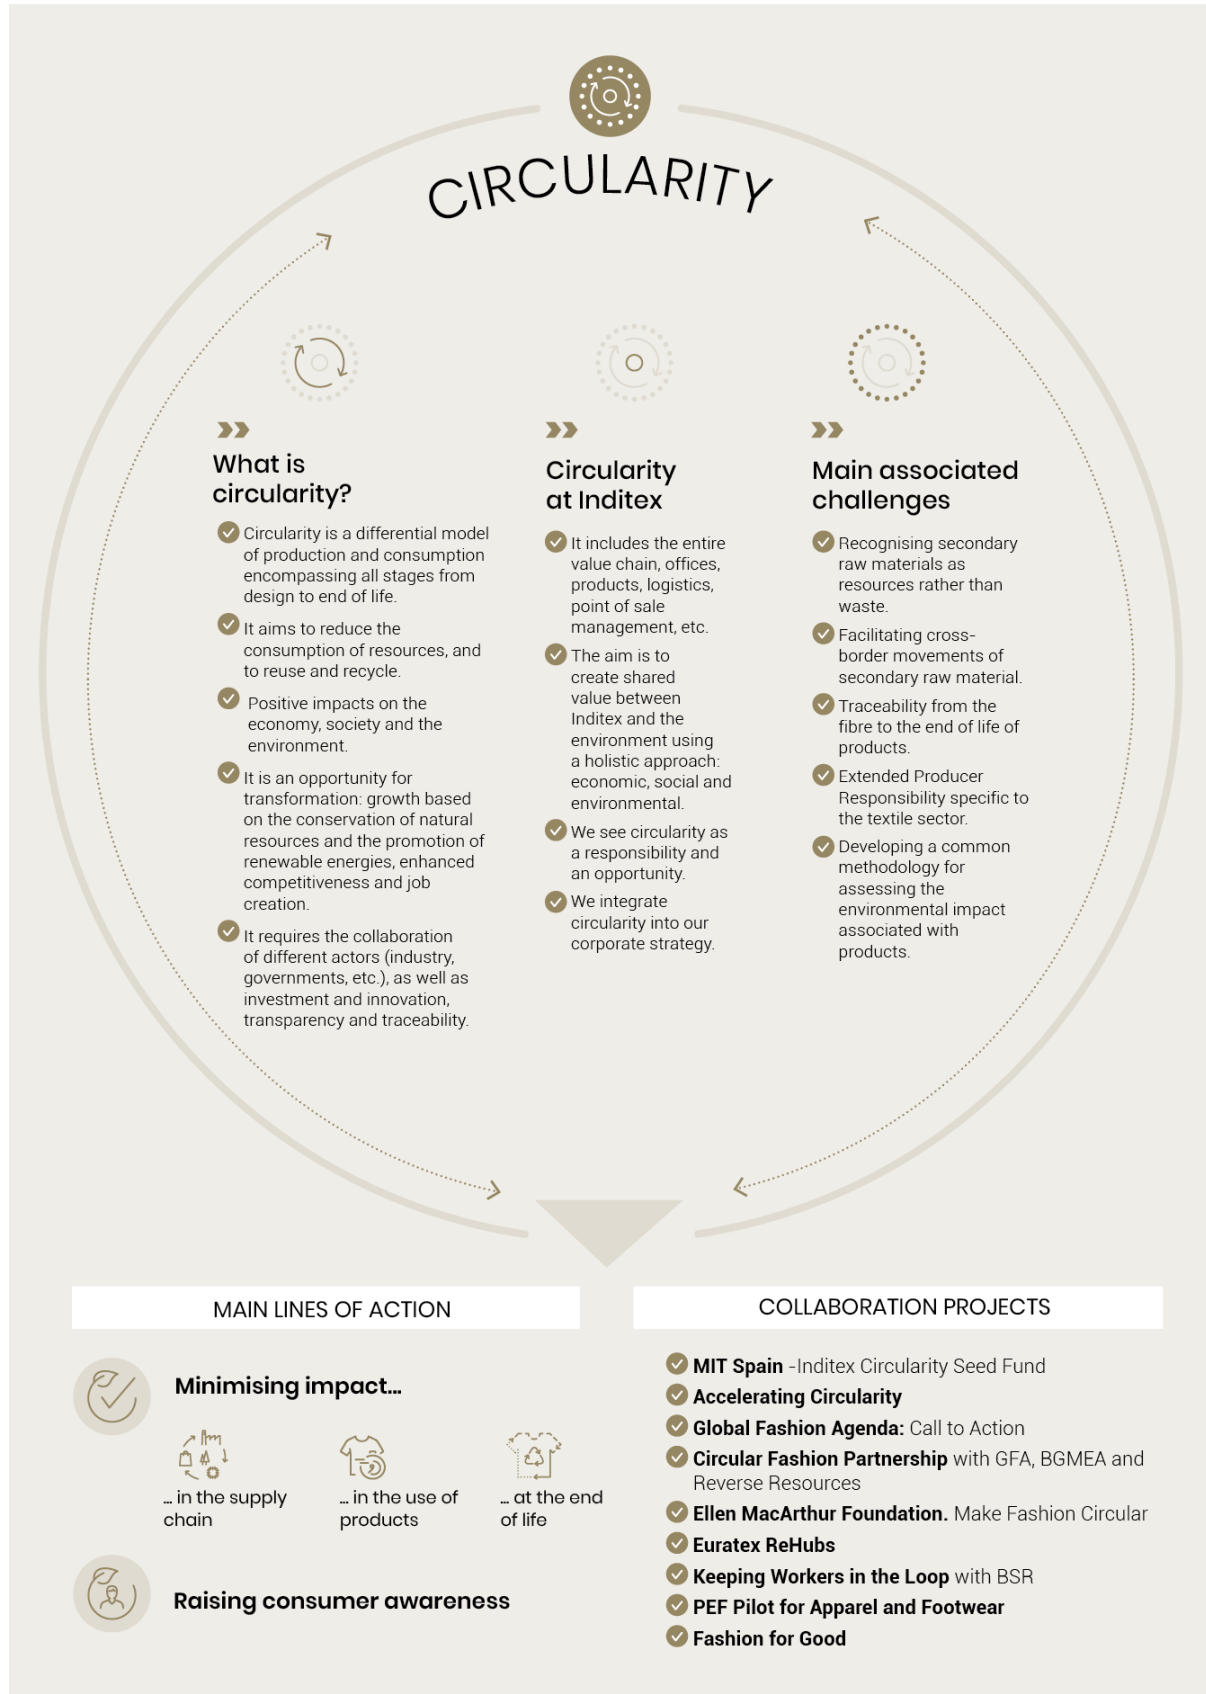 CIRCULARITY
What is
circularity?
Circularity is a differential model
of production and consumption
encompassing all stages from
design to end of life.
It aims to reduce the
consumption of resources, and
to reuse and recycle.
Positive impacts on the
economy, society and the
environment.
It is an opportunity for
transformation: growth based
on the conservation of natural
resources and the promotion of
renewable energies, enhanced
competitiveness and job
creation.
It requires the collaboration
of different actors (industry,
governments, etc.), as well as
investment and innovation,
transparency and traceability.
Circularity
at Inditex
It includes the entire
value chain, offices,
products, logistics,
point of sale
management, etc.
The aim is to
create shared
value between
Inditex and the
environment using
a holistic approach:
economic, social and
environmental.
We see circularity as
a responsibility and
an opportunity.
We integrate
circularity into our
corporate strategy.
Main associated
challenges
Recognising secondary
raw materials as
resources rather than
waste.
Facilitating cross-
border movements of
secondary raw material.
Traceability from the
fibre to the end of life of
products.
Extended Producer
Responsibility specific to
the textile sector.
Developing a common
methodology for
assessing the
environmental impact
associated with
products.
MAIN LINES OF ACTION
Minimising impact...
... in the supply
chain
... in the use of
products
... at the end
of life
Raising consumer awareness
COLLABORATION PROJECTS
MIT Spain -Inditex Circularity Seed Fund
Accelerating Circularity
Global Fashion Agenda: Call to Action
Circular Fashion Partnership with GFA, BGMEA and
Reverse Resources
Ellen MacArthur Foundation. Make Fashion Circular
Euratex ReHubs
Keeping Workers in the Loop with BSR
PEF Pilot for Apparel and Footwear
Fashion for Good